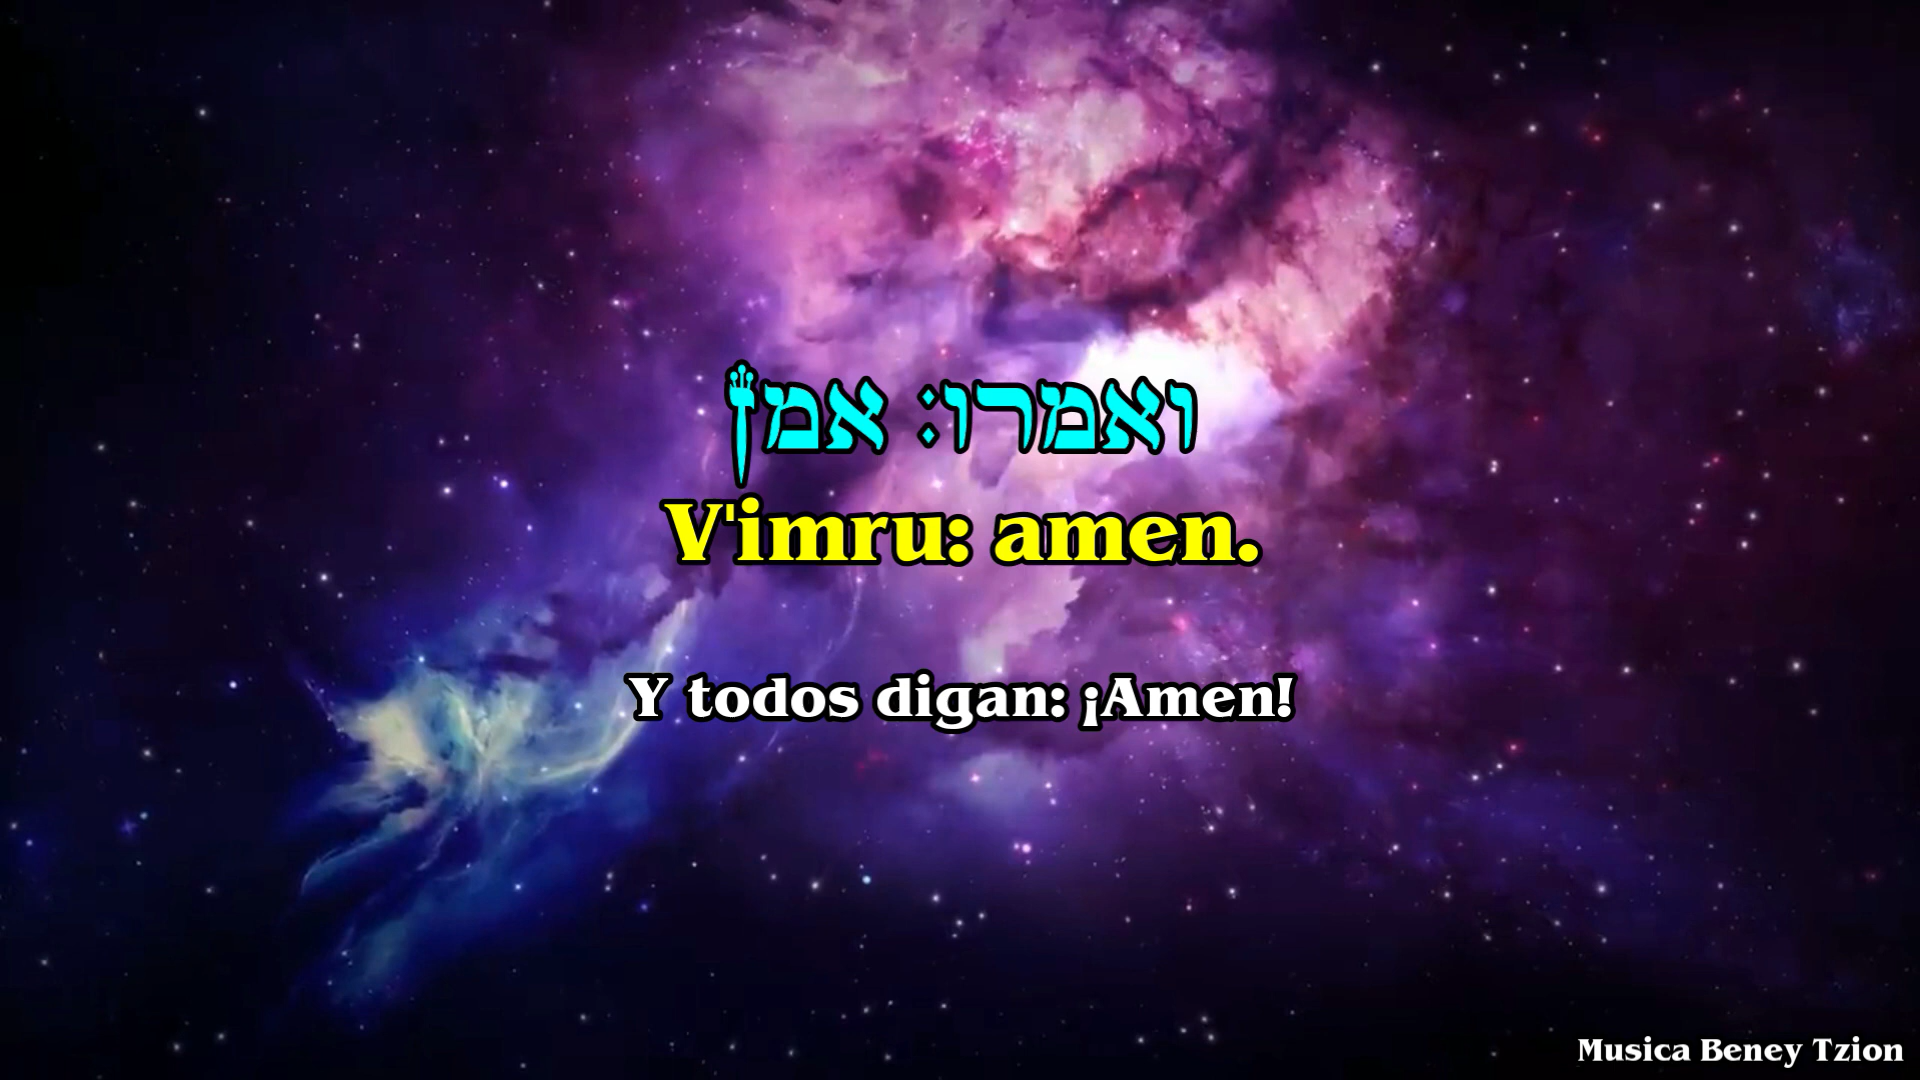 ואמרו: אמן
V'imru: amen.
Y todos digan: ¡Amen!
Musica Beney Tzion